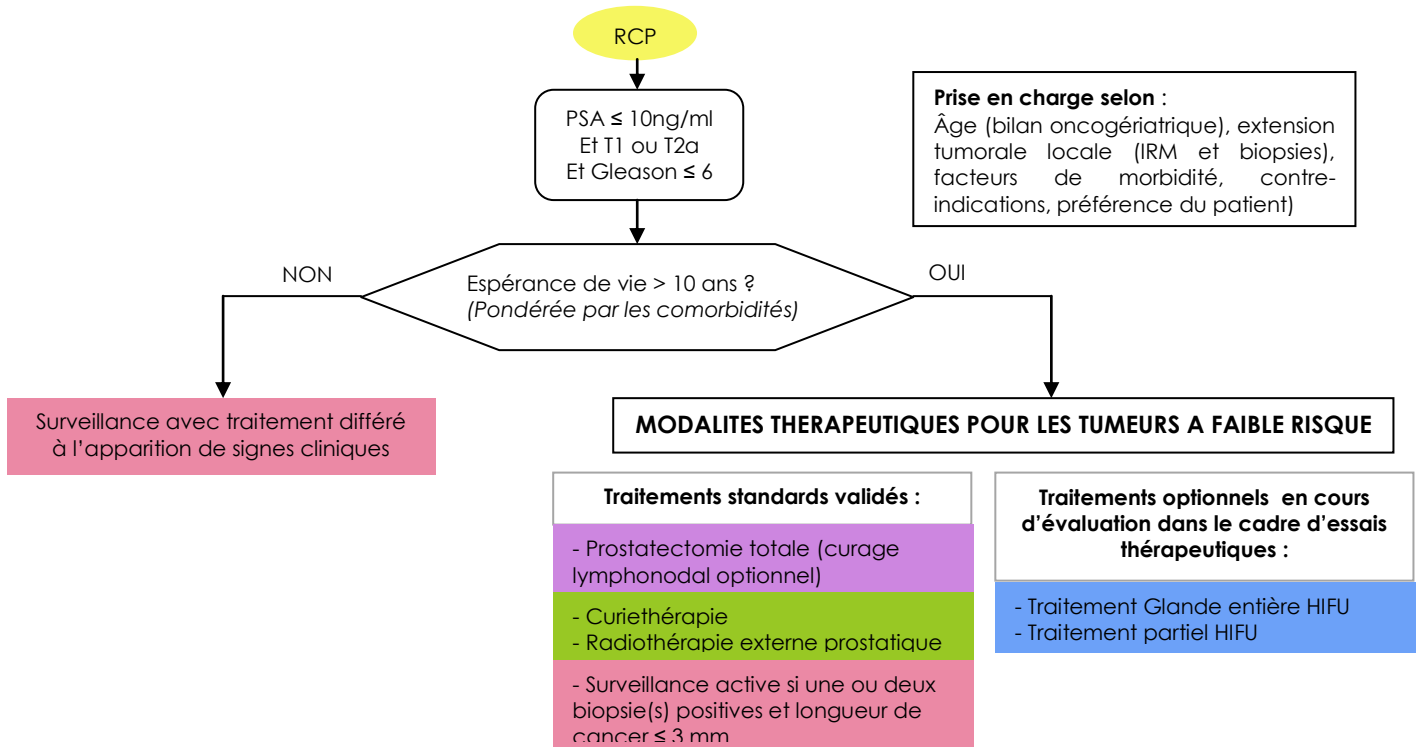 RCP
PSA ≤ 10ng/ml
Et T1 ou T2a
Et Gleason ≤ 6
Prise en charge selon :
Âge (bilan oncogériatrique), extension
tumorale locale (IRM et biopsies),
facteurs de morbidité, contre-
indications, préférence du patient)
NON
Espérance de vie > 10 ans ?
(Pondérée par les comorbidités)
OUI
Surveillance avec traitement différé
à l’apparition de signes cliniques
MODALITES THERAPEUTIQUES POUR LES TUMEURS A FAIBLE RISQUE
Traitements standards validés :
- Prostatectomie totale (curage
lymphonodal optionnel)
- Curiethérapie
- Radiothérapie externe prostatique
- Surveillance active si une ou deux
biopsie(s) positives et longueur de
cancer ≤ 3 mm
Traitements optionnels en cours
d’évaluation dans le cadre d’essais
thérapeutiques :
- Traitement Glande entière HIFU
- Traitement partiel HIFU